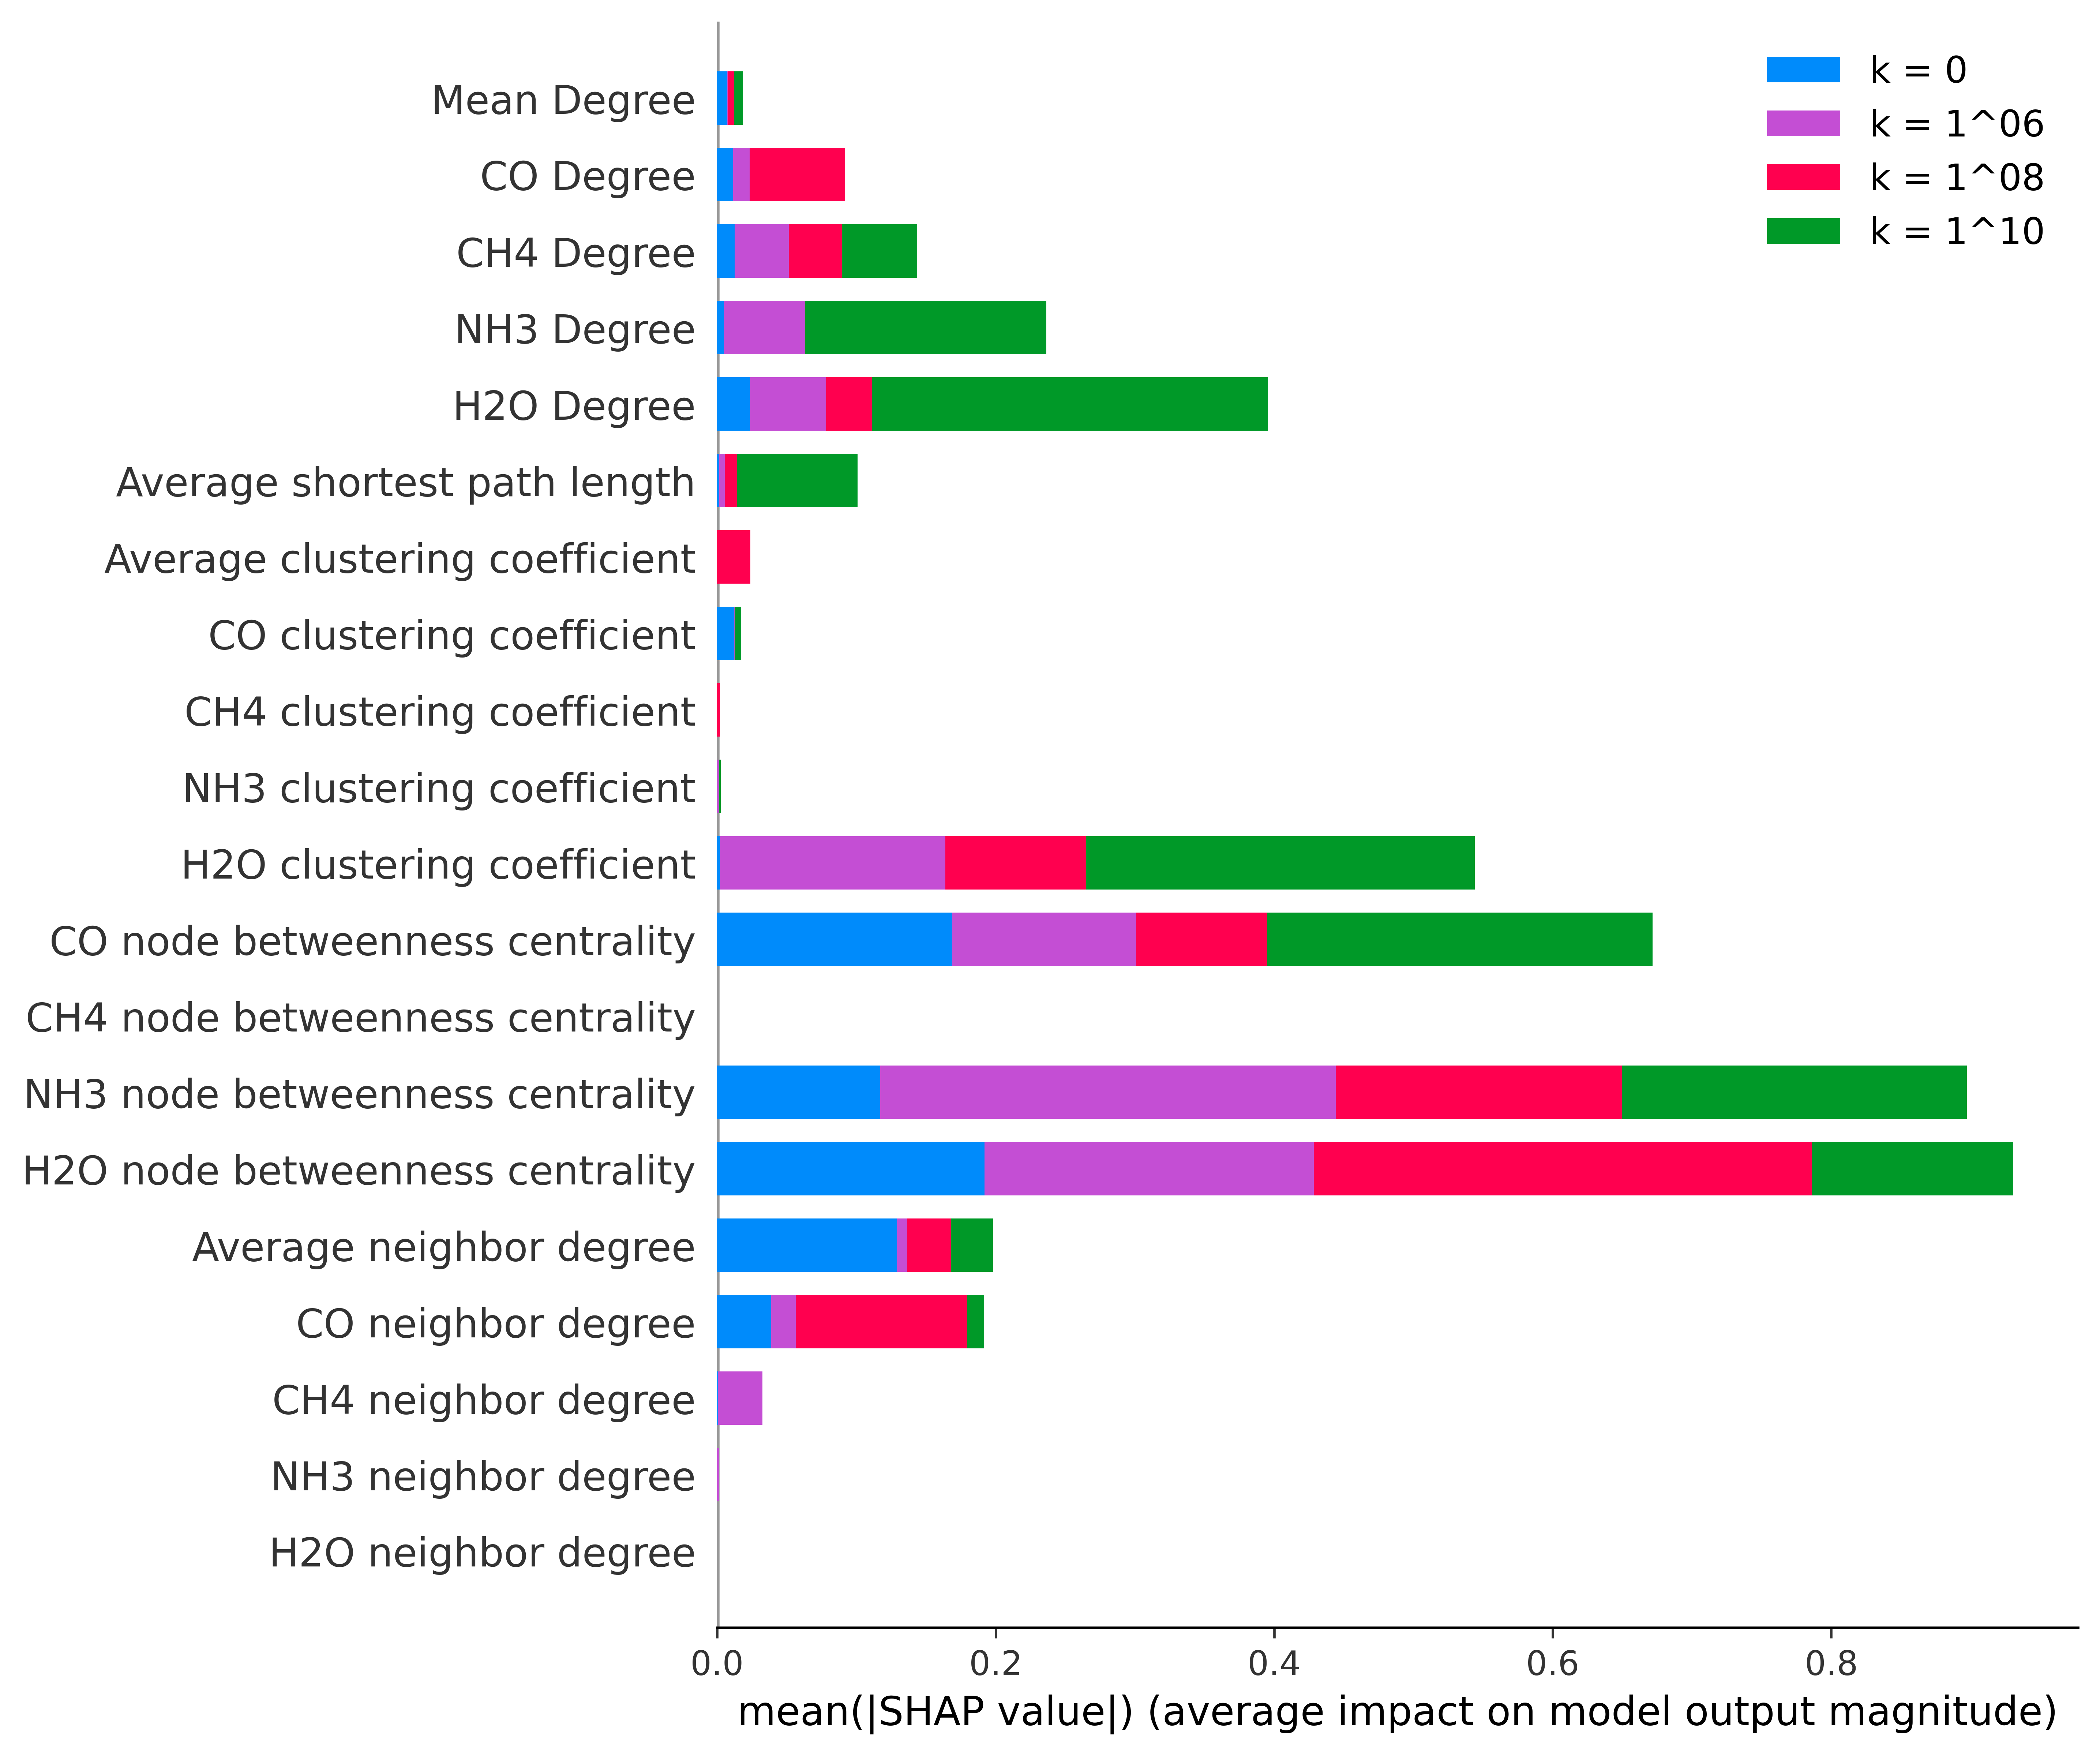 k = 0
k = 1^06
k = 1^08
k = 1^10
Mean Degree
CO Degree
CH4 Degree
NH3 Degree
H2O Degree
Average shortest path length
Average clustering coefficient
CO clustering coefficient
CH4 clustering coefficient
NH3 clustering coefficient
H2O clustering coefficient
CO node betweenness centrality
CH4 node betweenness centrality
NH3 node betweenness centrality
H2O node betweenness centrality
Average neighbor degree
CO neighbor degree
CH4 neighbor degree
NH3 neighbor degree
H2O neighbor degree
0.0 0.2 0.4 0.6 0.8
mean(|SHAP value|) (average impact on model output magnitude)